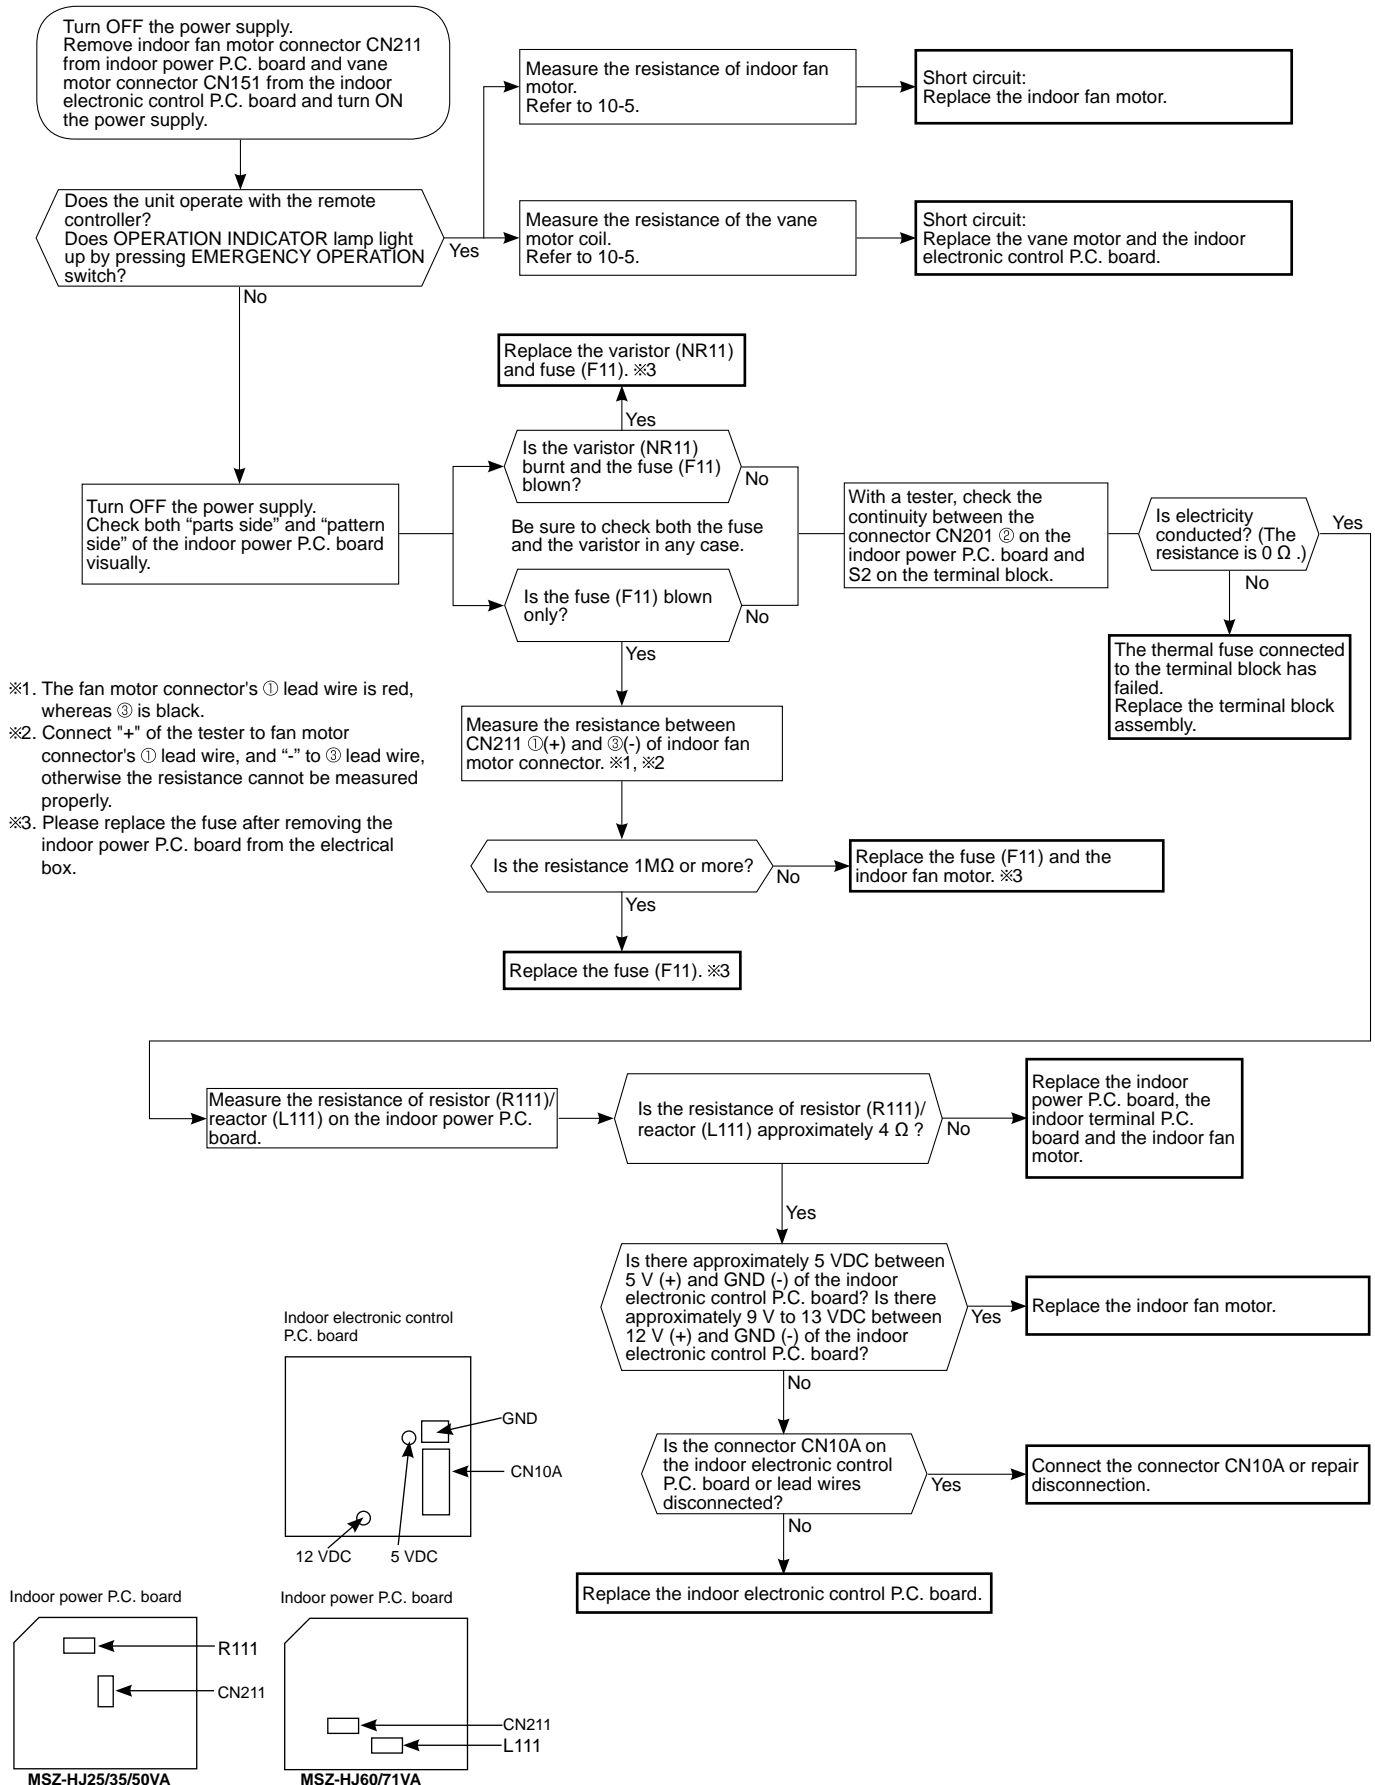 Turn OFF the power supply.
Remove indoor fan motor connector CN211
from indoor power P.C. board and vane
motor connector CN151 from the indoor
electronic control P.C. board and turn ON
the power supply.
Measure the resistance of indoor fan
motor.
Refer to 10-5.
Short circuit:
Replace the indoor fan motor.
Does the unit operate with the remote
controller?
Does OPERATION INDICATOR lamp light
up by pressing EMERGENCY OPERATION
switch?
Yes
Measure the resistance of the vane
motor coil.
Refer to 10-5.
Short circuit:
Replace the vane motor and the indoor
electronic control P.C. board.
No
Replace the varistor (NR11)
and fuse (F11). ※3
Yes
Is the varistor (NR11)
burnt and the fuse (F11)
blown?
No
Turn OFF the power supply.
Check both “parts side” and “pattern
side” of the indoor power P.C. board
visually.
Be sure to check both the fuse
and the varistor in any case.
Is the fuse (F11) blown
only?
No
Yes
With a tester, check the
continuity between the
connector CN201 ② on the
indoor power P.C. board and
S2 on the terminal block.
Is electricity
conducted? (The
resistance is 0 Ω .)
Yes
No
The thermal fuse connected
to the terminal block has
failed.
Replace the terminal block
assembly.
※1. The fan motor connector's ① lead wire is red,
whereas ③ is black.
※2. Connect "+" of the tester to fan motor
connector's ① lead wire, and “-” to ③ lead wire,
otherwise the resistance cannot be measured
properly.
※3. Please replace the fuse after removing the
indoor power P.C. board from the electrical
box.
Measure the resistance between
CN211 ①(+) and ③(-) of indoor fan
motor connector. ※1, ※2
Is the resistance 1MΩ or more?
No
Replace the fuse (F11) and the
indoor fan motor. ※3
Yes
Replace the fuse (F11). ※3
Measure the resistance of resistor (R111)/
reactor (L111) on the indoor power P.C.
board.
Is the resistance of resistor (R111)/
reactor (L111) approximately 4 Ω ?
No
Replace the indoor
power P.C. board, the
indoor terminal P.C.
board and the indoor fan
motor.
Yes
Is there approximately 5 VDC between
5 V (+) and GND (-) of the indoor
electronic control P.C. board? Is there
approximately 9 V to 13 VDC between
12 V (+) and GND (-) of the indoor
electronic control P.C. board?
Yes
Replace the indoor fan motor.
No
Is the connector CN10A on
the indoor electronic control
P.C. board or lead wires
disconnected?
Yes
Connect the connector CN10A or repair
disconnection.
No
Replace the indoor electronic control P.C. board.
Indoor electronic control
P.C. board
GND
CN10A
12 VDC
5 VDC
Indoor power P.C. board
R111
CN211
MSZ-HJ25/35/50VA
Indoor power P.C. board
CN211
L111
MSZ-HJ60/71VA